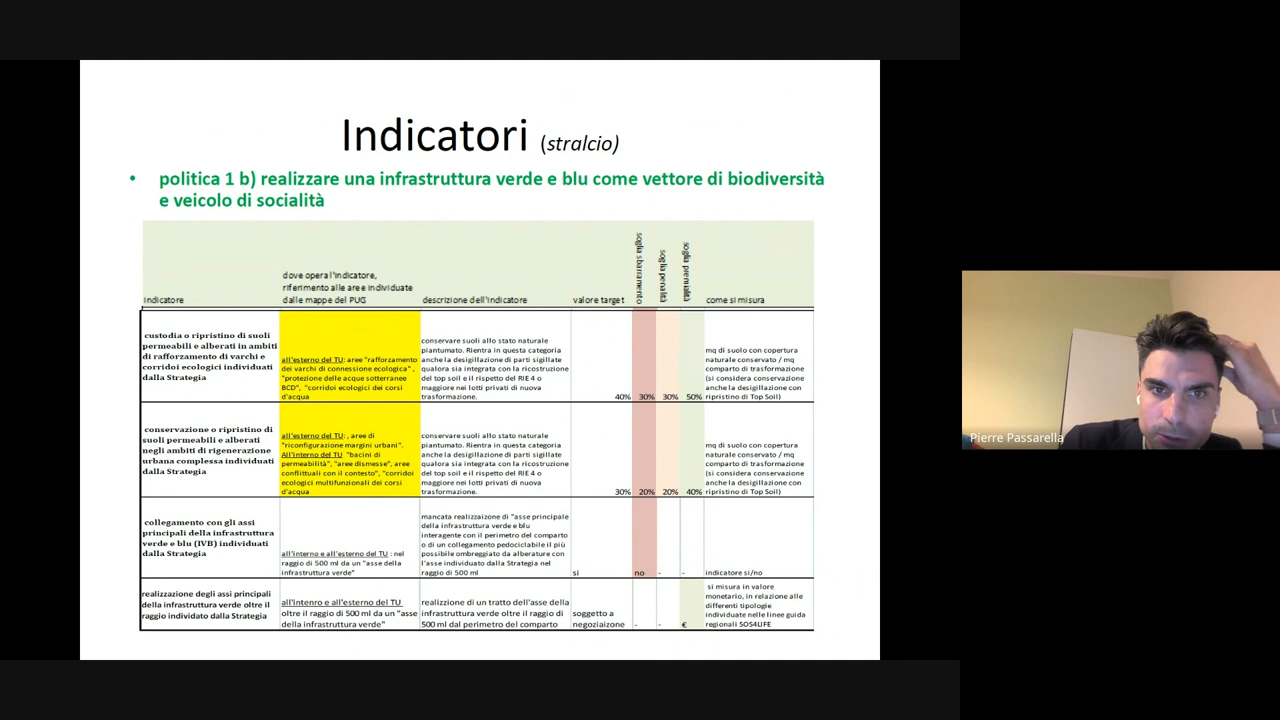 Indicatori (stralcio)
• politica 1 b) realizzare una infrastruttura verde e blu come vettore di biodiversità
e veicolo di socialità
indicatore
dove opera l'indicatore,
riferimento alle aree individuate
dalle mappe del PUG
descrizione dell'indicatore
valore target
soglia sbarramento
soglia penalità
soglia premialità
come si misura
custodia o ripristino di suoli
permeabili e alberati in ambiti
di rafforzamento di varchi e
corridoi ecologici individuati
dalla Strategia
all'esterno del TU: aree "rafforzamento
dei varchi di connessione ecologica" ,
"protezione delle acque sotterranee
BCD", "corridoi ecologici dei corsi
d'acqua
conservare suoli allo stato naturale
piantumato. Rientra in questa categoria
anche la desigillazione di parti sigillate
qualora sia integrata con la ricostruzione
del top soil e il rispetto del RIE 4 o
maggiore nei lotti privati di nuova
trasformazione.
40%
30%
30%
50%
mq di suolo con copertura
naturale conservato / mq
comparto di trasformazione
(si considera conservazione
anche la desigillazione con
ripristino di Top Soil)
conservazione o ripristino di
suoli permeabili e alberati
negli ambiti di rigenerazione
urbana complessa individuati
dalla Strategia
all'esterno del TU: , aree di
"riconfigurazione margini urbani".
All'interno del TU "bacini di
permeabilità", "aree dismesse", aree
conflittuali con il contesto", "corridoi
ecologici multifunzionali dei corsi
d'acqua
conservare suoli allo stato naturale
piantumato. Rientra in questa categoria
anche la desigillazione di parti sigillate
qualora sia integrata con la ricostruzione
del top soil e il rispetto del RIE 4 o
maggiore nei lotti privati di nuova
trasformazione.
30%
20%
20%
40%
mq di suolo con copertura
naturale conservato / mq
comparto di trasformazione
(si considera conservazione
anche la desigillazione con
ripristino di Top Soil)
collegamento con gli assi
principali della infrastruttura
verde e blu (IVB) individuati
dalla Strategia
all'interno e all'esterno del TU : nel
raggio di 500 ml da un "asse della
infrastruttura verde"
mancata realizzaizone di "asse principale
della infrastruttura verde e blu
interagente con il perimetro del comparto
o di un collegamento pedociclabile il più
possibile ombreggiato da alberature con
l'asse individuato dalla Strategia nel
raggio di 500 ml
si
no
-
-
indicatore si/no
realizzazione degli assi principali
della infrastruttura verde oltre il
raggio individato dalla Strategia
all'intenro e all'esterno del TU
oltre il raggio di 500 ml da un "asse
della infrastruttura verde"
realizzione di un tratto dell'asse della
infrastruttura verde oltre il raggio di
500 ml dal perimetro del comparto
soggetto a
negoziaizone
-
-
€
si misura in valore
monetario, in relazione alle
differenti tipologie
individuate nelle linee guida
regionali SOS4LIFE
Pierre Passarella